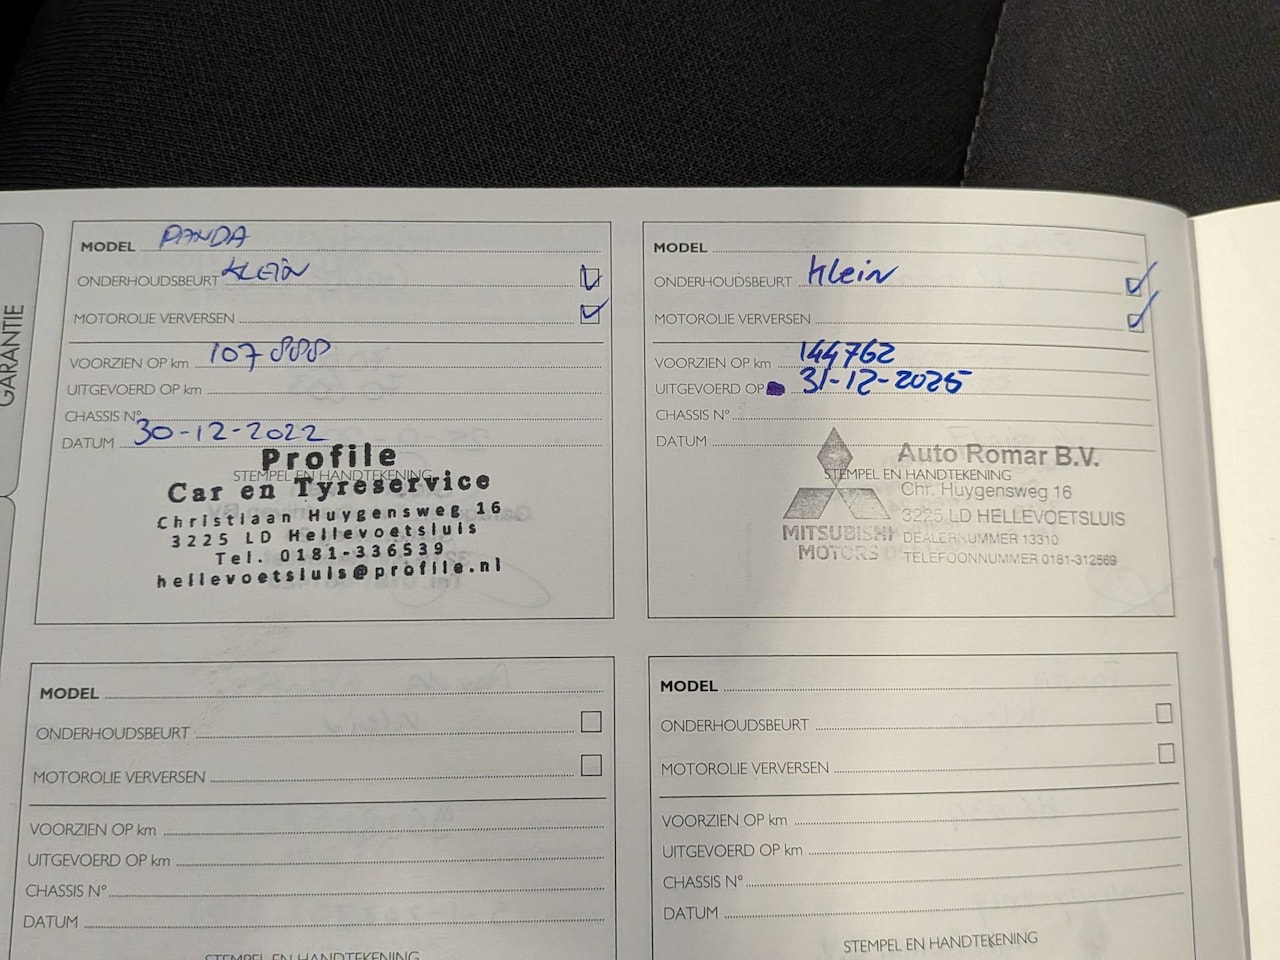 GARANTIE
MODEL PANDA
ONDERHOUDSBEURT KLEIN
MOTOROLIE VERVERSEN
VOORZIEN OP km 107888
UITGEVOERD OP km
CHASSIS N°
DATUM 30-12-2022
STEMPEL EN HANDTEKENING
Profile
Car en Tyreservice
Christiaan Huygensweg 16
3225 LD Hellevoetsluis
Tel. 0181-336539
hellevoetsluis@profile.nl
MODEL
ONDERHOUDSBEURT Klein
MOTOROLIE VERVERSEN
VOORZIEN OP km 144762
UITGEVOERD OP 31-12-2025
CHASSIS N°
DATUM
STEMPEL EN HANDTEKENING
MITSUBISHI
MOTORS
Auto Romar B.V.
Chr. Huygensweg 16
3225 LD HELLEVOETSLUIS
DEALERNUMMER 13310
TELEFOONNUMMER 0181-312569
MODEL
ONDERHOUDSBEURT
MOTOROLIE VERVERSEN
VOORZIEN OP km
UITGEVOERD OP km
CHASSIS N°
DATUM
STEMPEL EN HANDTEKENING
MODEL
ONDERHOUDSBEURT
MOTOROLIE VERVERSEN
VOORZIEN OP km
UITGEVOERD OP km
CHASSIS N°
DATUM
STEMPEL EN HANDTEKENING